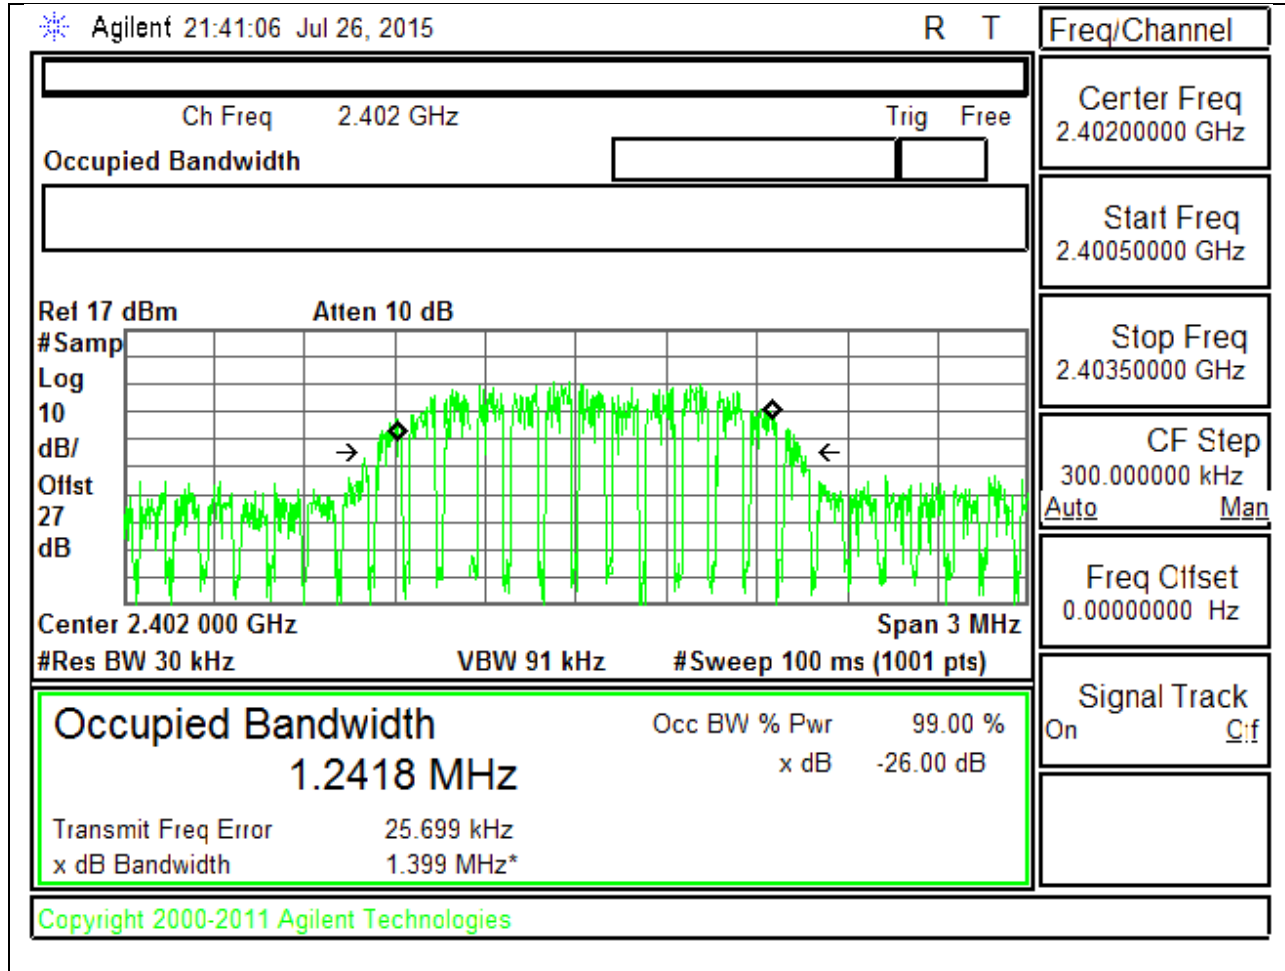 Agilent 21:41:06 Jul 26, 2015 R T
Freq/Channel
Ch Freq 2.402 GHz Trig Free
Occupied Bandwidth
Center Freq
2.40200000 GHz
Start Freq
2.40050000 GHz
Stop Freq
2.40350000 GHz
CF Step
300.000000 kHz
Auto Man
Freq Offset
0.00000000 Hz
Signal Track
On Off
Ref 17 dBm Atten 10 dB
#Samp
Log
10
dB/
Offst
27
dB
Center 2.402 000 GHz Span 3 MHz
#Res BW 30 kHz VBW 91 kHz #Sweep 100 ms (1001 pts)
Occupied Bandwidth
1.2418 MHz
Occ BW % Pwr 99.00 %
x dB -26.00 dB
Transmit Freq Error 25.699 kHz
x dB Bandwidth 1.399 MHz*
Copyright 2000-2011 Agilent Technologies